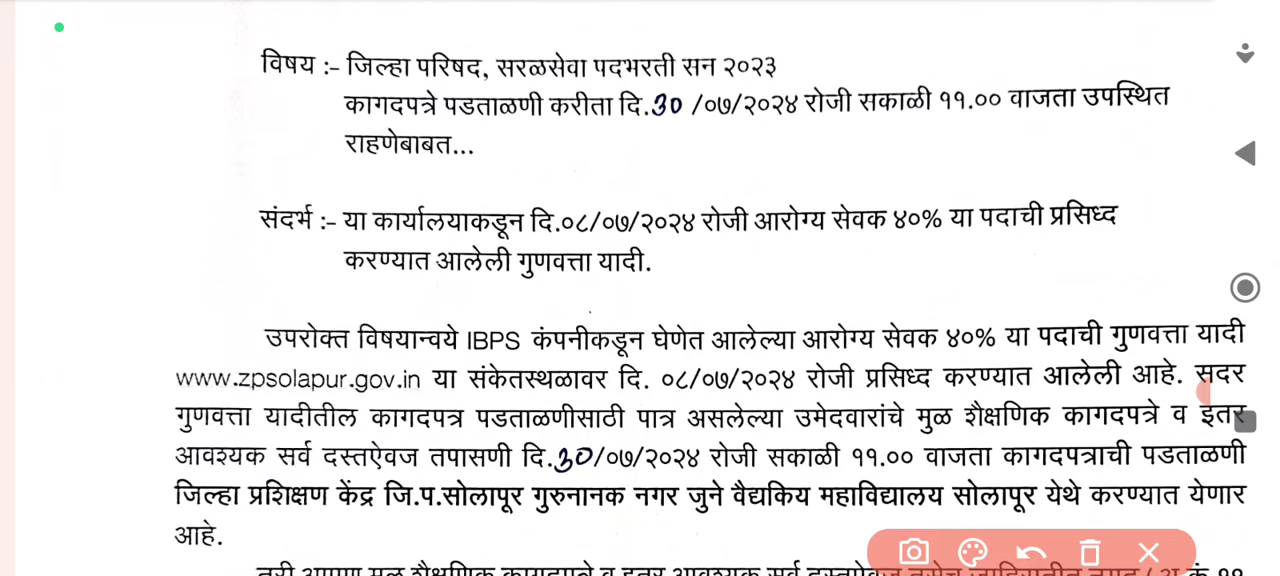 विषय :- जिल्हा परिषद, सरळसेवा पदभरती सन २०२३
कागदपत्रे पडताळणी करीता दि.30 /०७/२०२४ रोजी सकाळी ११.०० वाजता उपस्थित
राहणेबाबत...
संदर्भ :- या कार्यालयाकडून दि.०८/०७/२०२४ रोजी आरोग्य सेवक ४०% या पदाची प्रसिध्द
करण्यात आलेली गुणवत्ता यादी.
उपरोक्त विषयान्वये IBPS कंपनीकडून घेणेत आलेल्या आरोग्य सेवक ४०% या पदाची गुणवत्ता यादी
www.zpsolapur.gov.in या संकेतस्थळावर दि. ०८/०७/२०२४ रोजी प्रसिध्द करण्यात आलेली आहे. सदर
गुणवत्ता यादीतील कागदपत्र पडताळणीसाठी पात्र असलेल्या उमेदवारांचे मुळ शैक्षणिक कागदपत्रे व इतर
आवश्यक सर्व दस्तऐवज तपासणी दि.30/०७/२०२४ रोजी सकाळी ११.०० वाजता कागदपत्राची पडताळणी
जिल्हा प्रशिक्षण केंद्र जि.प.सोलापूर गुरुनानक नगर जुने वैद्यकिय महाविद्यालय सोलापूर येथे करण्यात येणार
आहे.